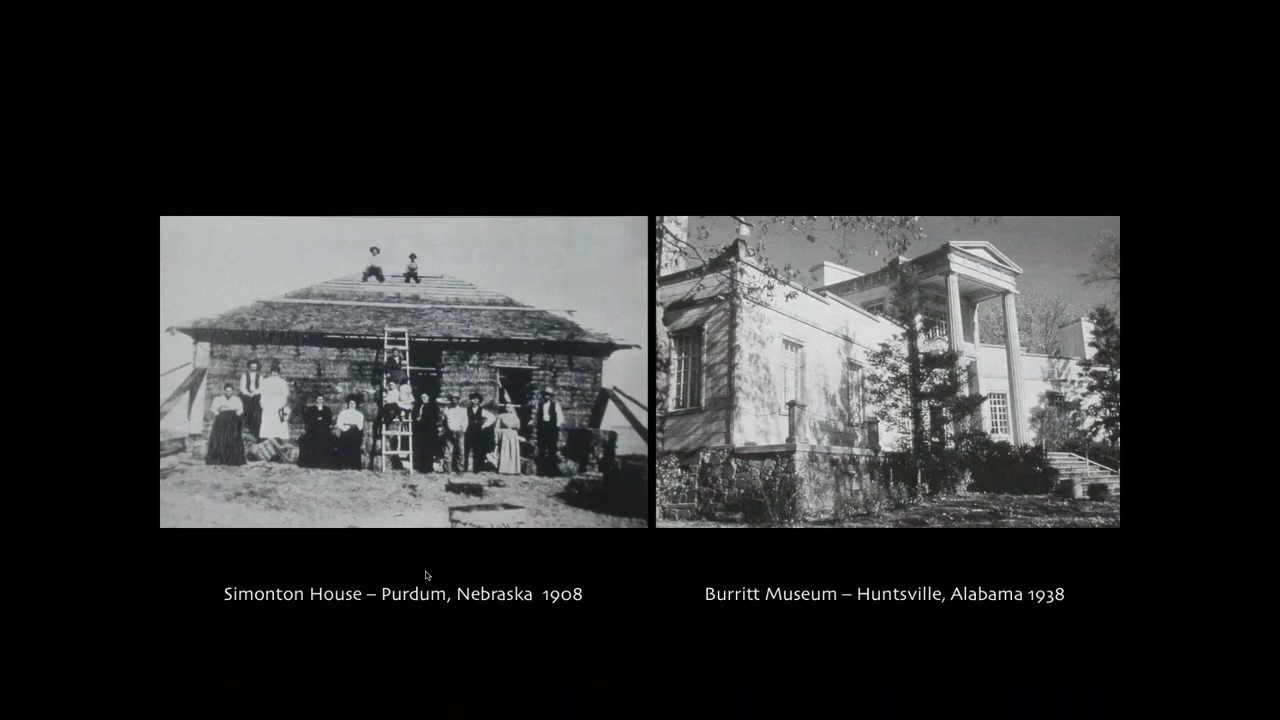 Simonton House – Purdum, Nebraska  1908
Burritt Museum – Huntsville, Alabama 1938